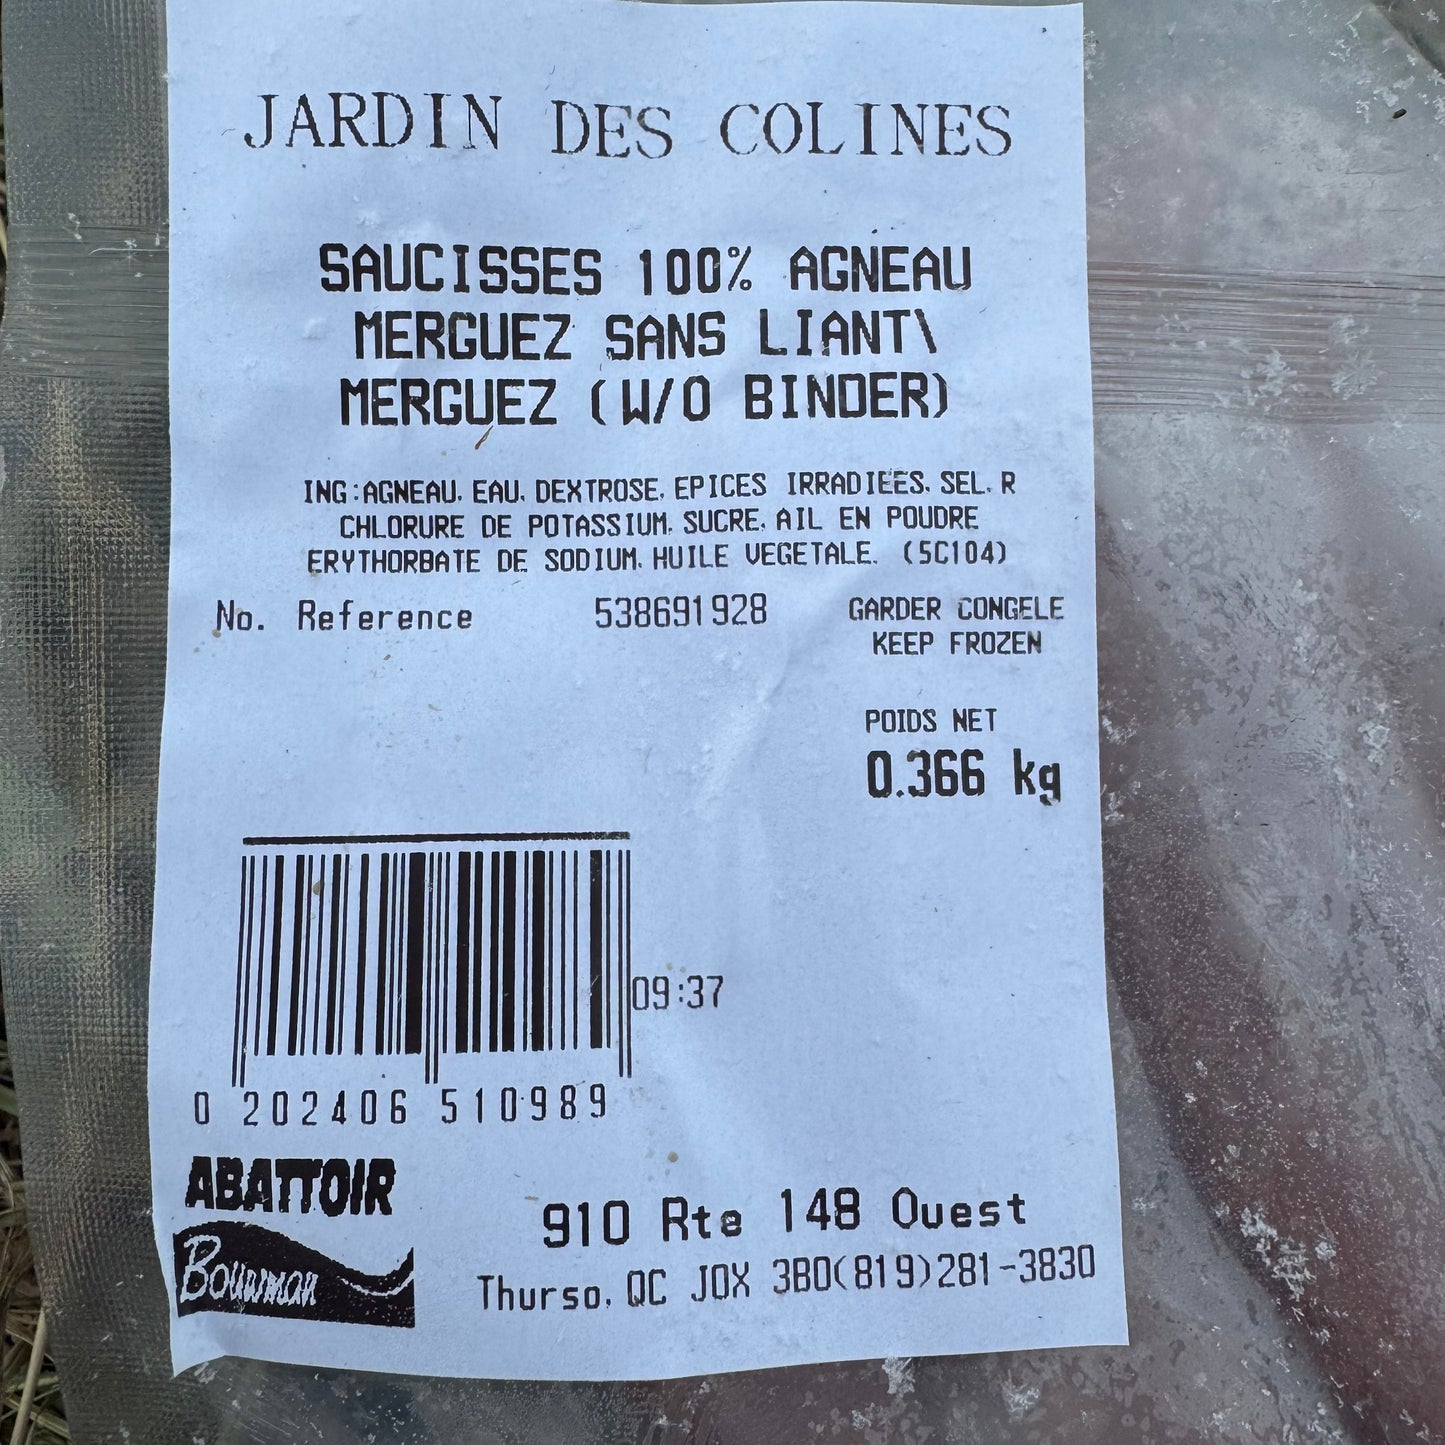 JARDIN DES COLINES
SAUCISSES 100% AGNEAU
MERGUEZ SANS LIANT\
MERGUEZ (W/O BINDER)
ING:AGNEAU, EAU, DEXTROSE, EPICES IRRADIEES, SEL, R
CHLORURE DE POTASSIUM, SUCRE, AIL EN POUDRE
ERYTHORBATE DE SODIUM, HUILE VEGETALE. (5C104)
No. Reference 538691928
GARDER CONGELE
KEEP FROZEN
POIDS NET
0.366 kg
09:37
0 202406 510989
ABATTOIR
Bouwman
910 Rte 148 Ouest
Thurso, QC J0X 3B0(819)281-3830